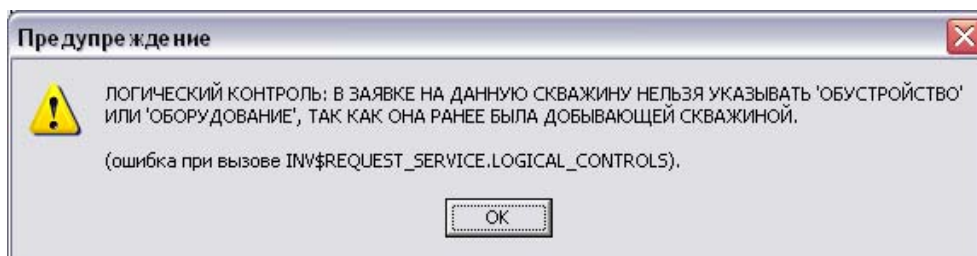 Предупреждение
ЛОГИЧЕСКИЙ КОНТРОЛЬ: В ЗАЯВКЕ НА ДАННУЮ СКВАЖИНУ НЕЛЬЗЯ УКАЗЫВАТЬ 'ОБУСТРОЙСТВО'
ИЛИ 'ОБОРУДОВАНИЕ', ТАК КАК ОНА РАНЕЕ БЫЛА ДОБЫВАЮЩЕЙ СКВАЖИНОЙ.
(ошибка при вызове INV$REQUEST_SERVICE.LOGICAL_CONTROLS).
OK